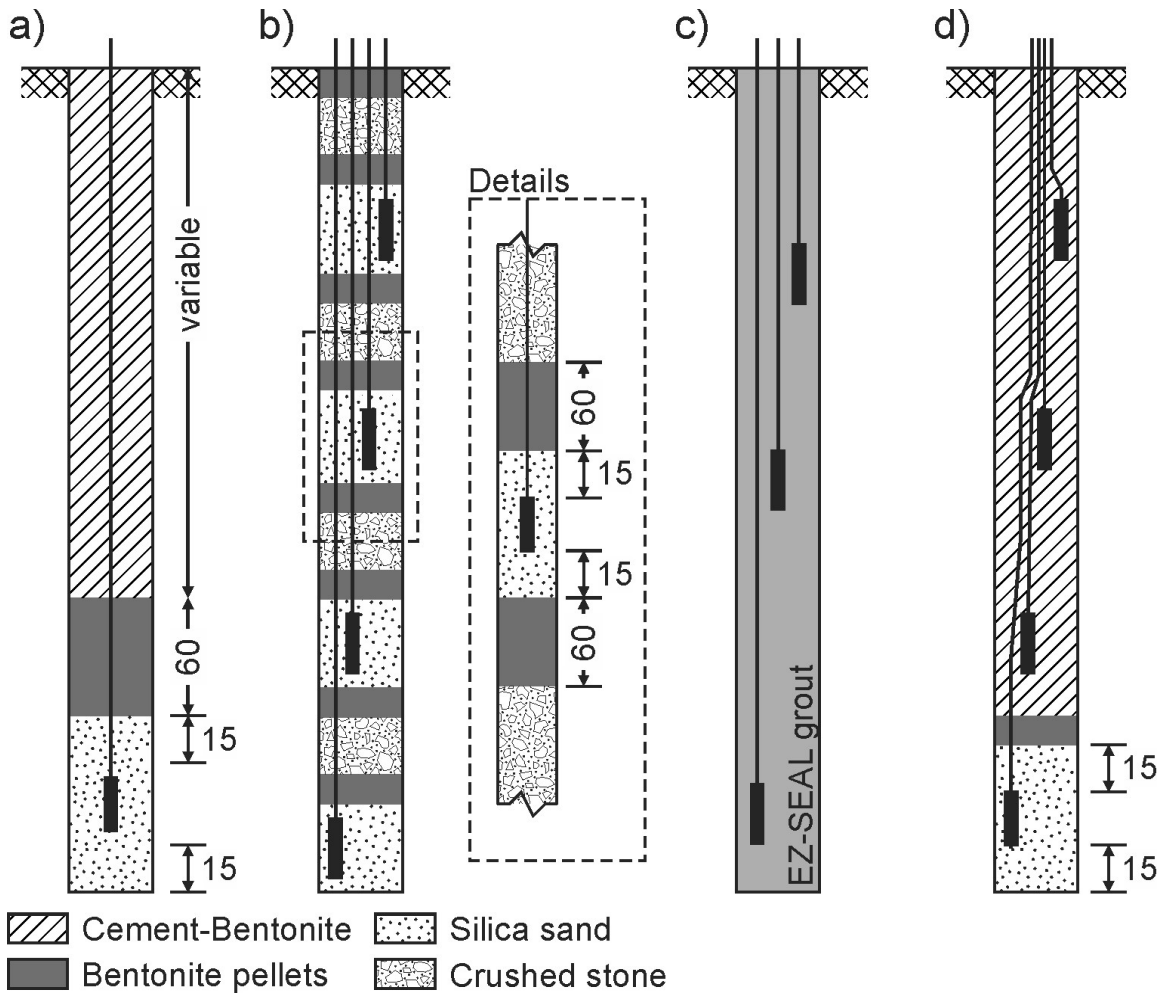 a)
b)
c)
d)
Details
variable
60
15
15
60
15
15
60
EZ-SEAL grout
15
15
Cement-Bentonite
Silica sand
Bentonite pellets
Crushed stone